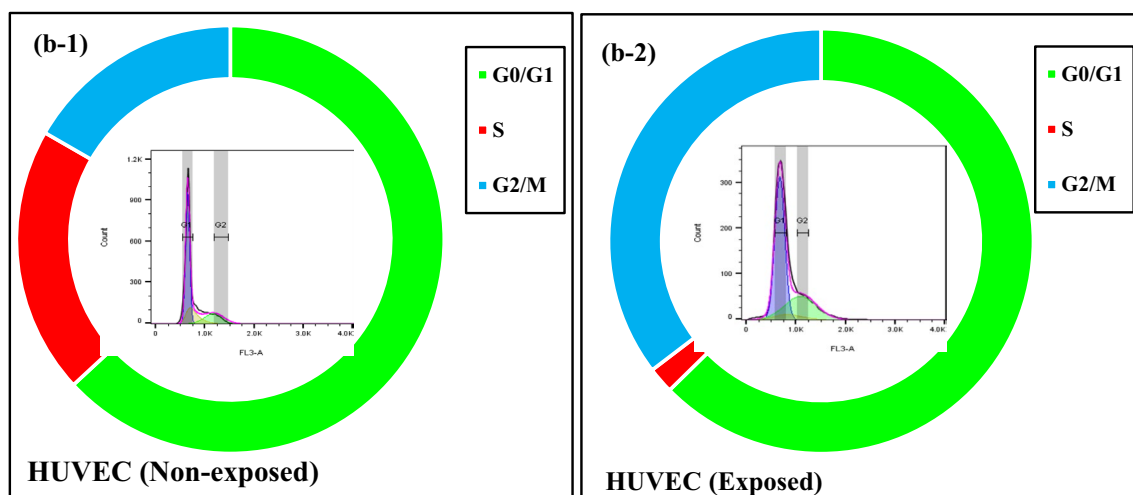 (b-1)
G0/G1
S
G2/M
1.2K
900
600
300
0
Count
G1
G2
0
1.0K
2.0K
3.0K
4.0K
FL3-A
HUVEC (Non-exposed)
(b-2)
G0/G1
S
G2/M
300
200
100
0
Count
G1
G2
0
1.0K
2.0K
3.0K
4.0K
FL3-A
HUVEC (Exposed)